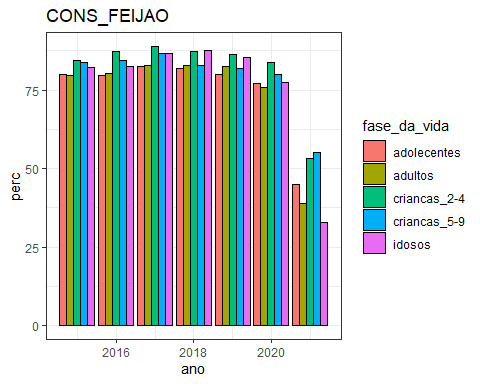 CONS_FEIJAO
perc
75
50
25
0
2016
2018
2020
ano
fase_da_vida
adolecentes
adultos
criancas_2-4
criancas_5-9
idosos